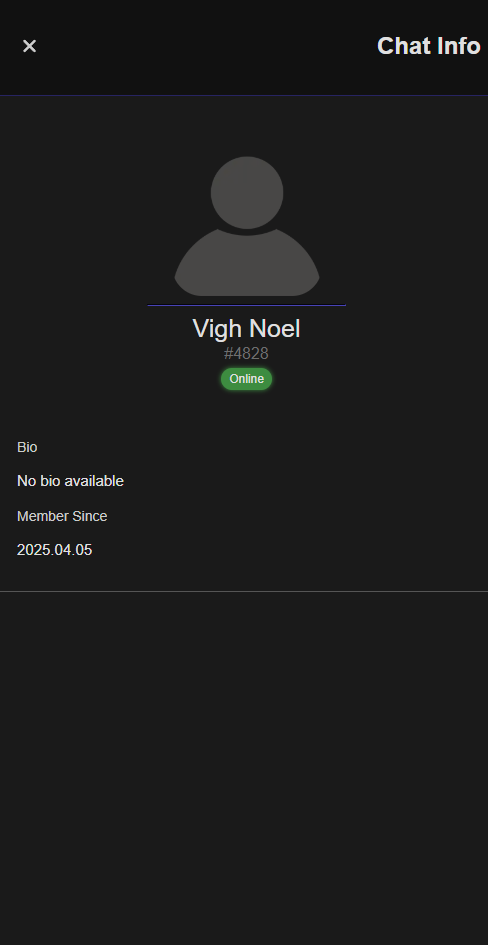 Chat Info
Vigh Noel
#4828
Online
Bio
No bio available
Member Since
2025.04.05